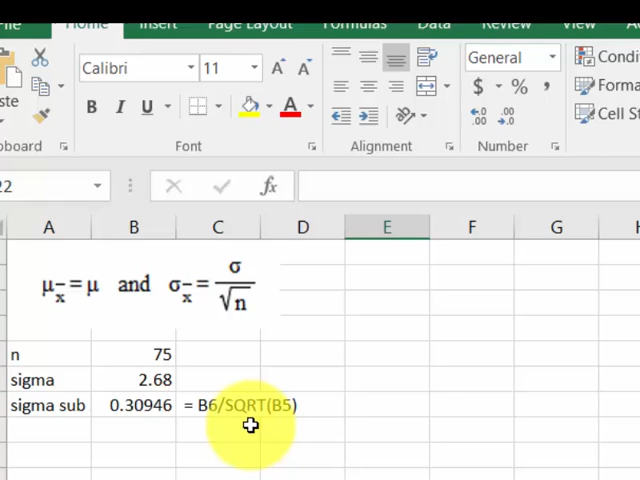 File Home Insert Page Layout Formulas Data Review View
Calibri 11 A A General Condi
ste B I U A $ % , Forma
Cell St
board Font Alignment Number
22 fx
A B C D E F G H
μx̄ = μ and σx̄ = σ/√n
n 75
sigma 2.68
sigma sub 0.30946 = B6/SQRT(B5)